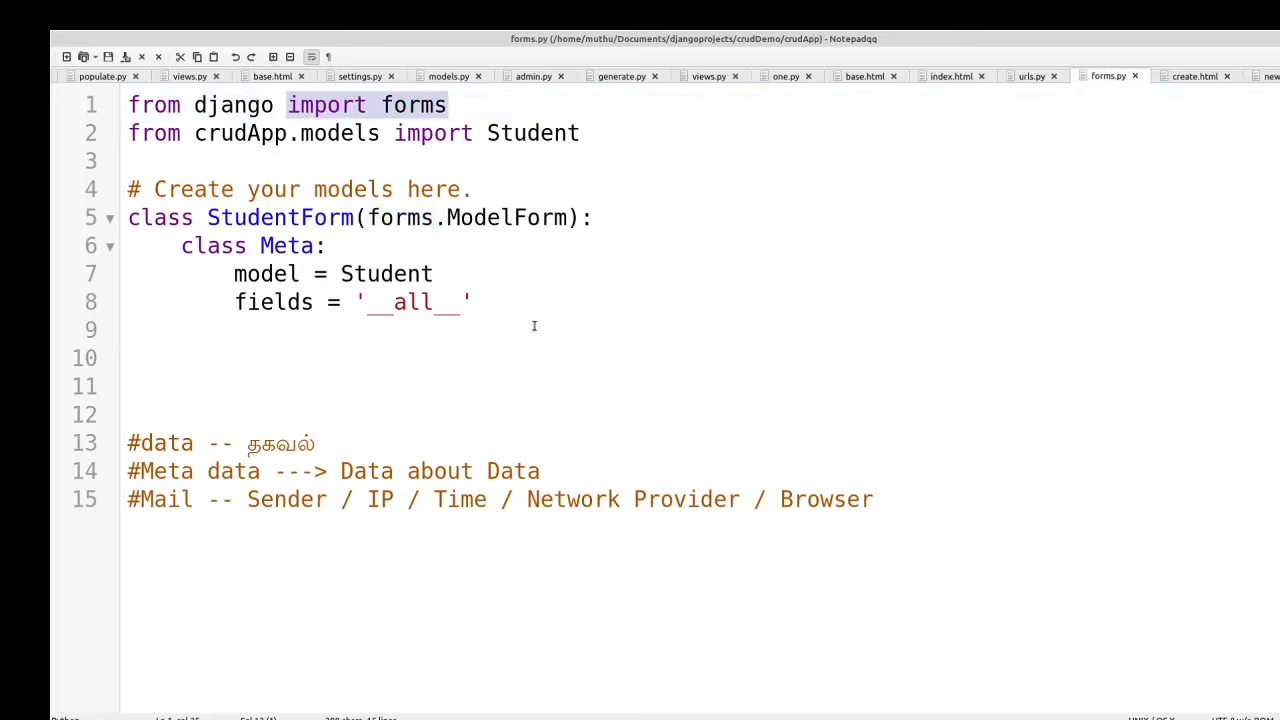 forms.py (/home/muthu/Documents/djangoprojects/crudDemo/crudApp) - Notepadqq
populate.py views.py base.html settings.py models.py admin.py generate.py views.py one.py base.html index.html urls.py forms.py create.html new
1 from django import forms
2 from crudApp.models import Student
3
4 # Create your models here.
5 class StudentForm(forms.ModelForm):
6 class Meta:
7 model = Student
8 fields = '__all__'
9
10
11
12
13 #data -- தகவல்
14 #Meta data ---> Data about Data
15 #Mail -- Sender / IP / Time / Network Provider / Browser